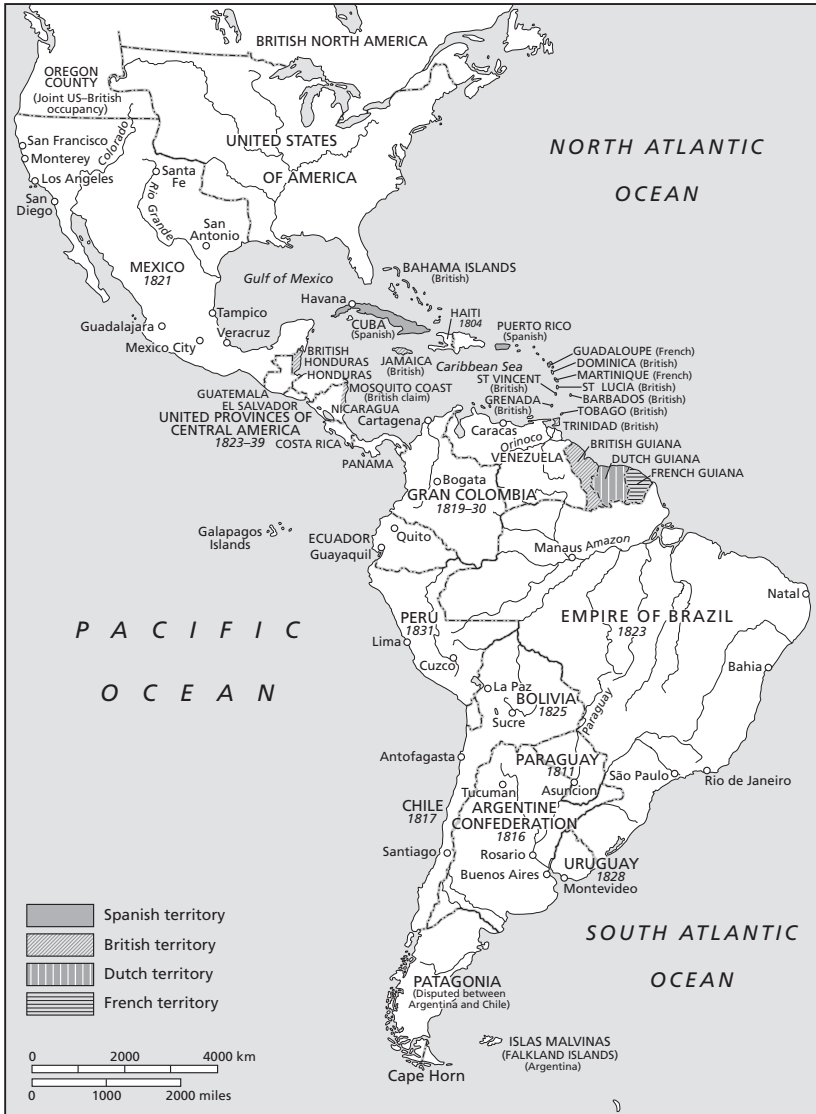 BRITISH NORTH AMERICA
OREGON
COUNTY
(Joint US–British
occupancy)
UNITED STATES
OF AMERICA
NORTH ATLANTIC
OCEAN
San Francisco
Monterey
Los Angeles
San
Diego
Colorado
Santa
Fe
Rio Grande
San
Antonio
MEXICO
1821
Gulf of Mexico
BAHAMA ISLANDS
(British)
Havana
CUBA
(Spanish)
HAITI
1804
PUERTO RICO
(Spanish)
Tampico
Guadalajara
Veracruz
Mexico City
BRITISH
HONDURAS
HONDURAS
JAMAICA
(British)
Caribbean Sea
GUADALOUPE (French)
DOMINICA (British)
MARTINIQUE (French)
ST LUCIA (British)
ST VINCENT
(British)
BARBADOS (British)
GRENADA
(British)
TOBAGO (British)
TRINIDAD (British)
MOSQUITO COAST
(British claim)
GUATEMALA
EL SALVADOR
NICARAGUA
UNITED PROVINCES OF
CENTRAL AMERICA
1823–39
COSTA RICA
PANAMA
Cartagena
Caracas
Orinoco
VENEZUELA
BRITISH GUIANA
DUTCH GUIANA
FRENCH GUIANA
Bogata
GRAN COLOMBIA
1819–30
Galapagos
Islands
ECUADOR
Quito
Guayaquil
Manaus
Amazon
Natal
PACIFIC
OCEAN
PERU
1831
EMPIRE OF BRAZIL
1823
Lima
Cuzco
Bahia
La Paz
BOLIVIA
1825
Sucre
Paraguay
Antofagasta
PARAGUAY
1811
São Paulo
Rio de Janeiro
Tucuman
Asuncion
CHILE
1817
ARGENTINE
CONFEDERATION
1816
Santiago
Rosario
URUGUAY
1828
Buenos Aires
Montevideo
SOUTH ATLANTIC
OCEAN
Spanish territory
British territory
Dutch territory
French territory
PATAGONIA
(Disputed between
Argentina and Chile)
ISLAS MALVINAS
(FALKLAND ISLANDS)
(Argentina)
Cape Horn
0 2000 4000 km
0 1000 2000 miles